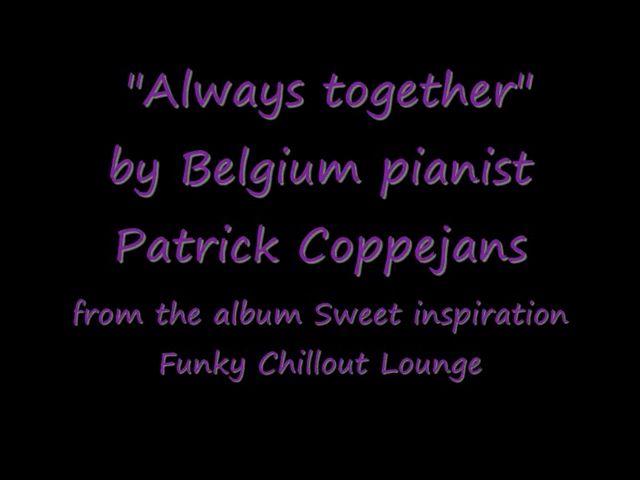 "Always together"
by Belgium pianist
Patrick Coppejans
from the album Sweet inspiration
Funky Chillout Lounge